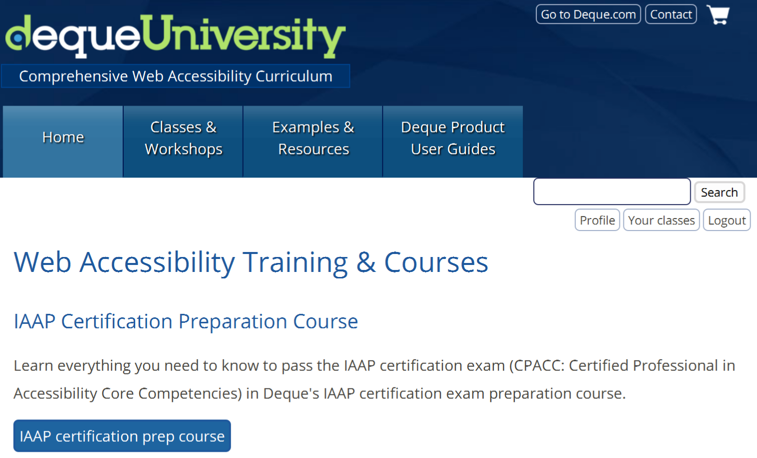 dequeUniversity
Go to Deque.com
Contact
Comprehensive Web Accessibility Curriculum
Home
Classes &
Workshops
Examples &
Resources
Deque Product
User Guides
Search
Profile
Your classes
Logout
Web Accessibility Training & Courses
IAAP Certification Preparation Course
Learn everything you need to know to pass the IAAP certification exam (CPACC: Certified Professional in
Accessibility Core Competencies) in Deque's IAAP certification exam preparation course.
IAAP certification prep course